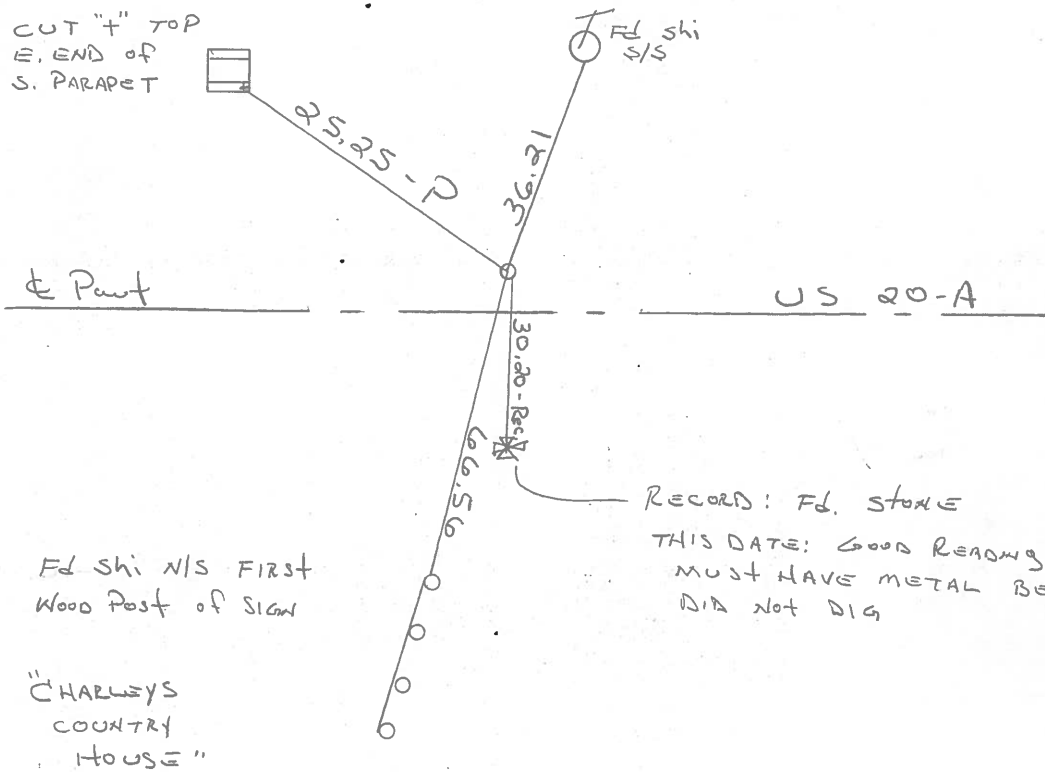 CUT "+" TOP
E. END of
S. PARAPET
Fd shi
S/S
25.25 - P
36.21
℄ Pavt
US 20-A
30.20 - Rec
66.56
RECORD: Fd. STONE
THIS DATE: GOOD READING
MUST HAVE METAL BE
DID NOT DIG
Fd shi N/S FIRST
WOOD POST of SIGN
"CHARLEYS
COUNTRY
HOUSE"